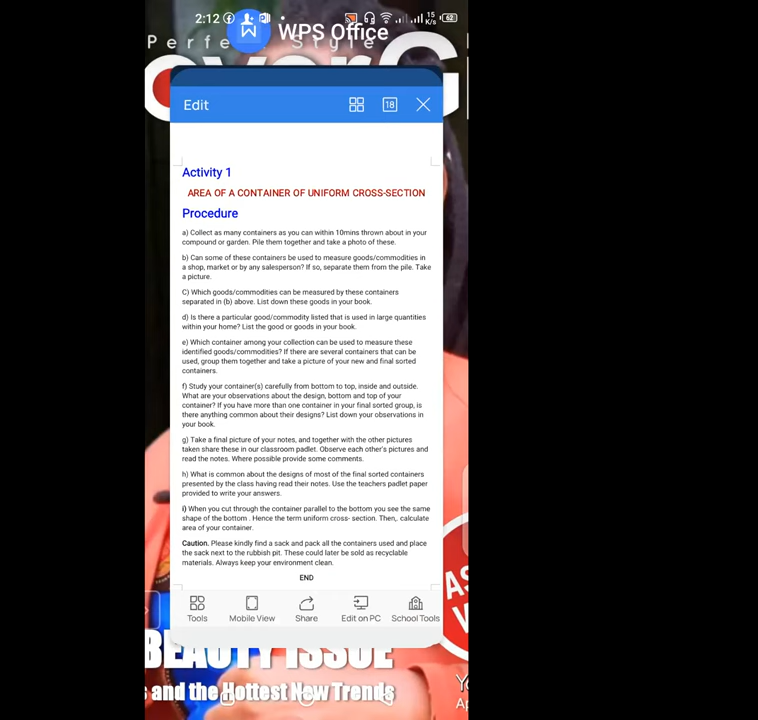 2:12
15
K/s
62
WPS Office
Perfect Style
Edit
18
Activity 1
AREA OF A CONTAINER OF UNIFORM CROSS-SECTION
Procedure
a) Collect as many containers as you can within 10mins thrown about in your
compound or garden. Pile them together and take a photo of these.
b) Can some of these containers be used to measure goods/commodities in
a shop, market or by any salesperson? If so, separate them from the pile. Take
a picture.
C) Which goods/commodities can be measured by these containers
separated in (b) above. List down these goods in your book.
d) Is there a particular good/commodity listed that is used in large quantities
within your home? List the good or goods in your book.
e) Which container among your collection can be used to measure these
identified goods/commodities? If there are several containers that can be
used, group them together and take a picture of your new and final sorted
containers.
f) Study your container(s) carefully from bottom to top, inside and outside.
What are your observations about the design, bottom and top of your
container? If you have more than one container in your final sorted group, is
there anything common about their designs? List down your observations in
your book.
g) Take a final picture of your notes, and together with the other pictures
taken share these in our classroom padlet. Observe each other's pictures and
read the notes. Where possible provide some comments.
h) What is common about the designs of most of the final sorted containers
presented by the class having read their notes. Use the teachers padlet paper
provided to write your answers.
i) When you cut through the container parallel to the bottom you see the same
shape of the bottom . Hence the term uniform cross- section. Then,. calculate
area of your container.
Caution. Please kindly find a sack and pack all the containers used and place
the sack next to the rubbish pit. These could later be sold as recyclable
materials. Always keep your environment clean.
END
Tools
Mobile View
Share
Edit on PC
School Tools
BEAUTY ISSUE
and the Hottest New Trends